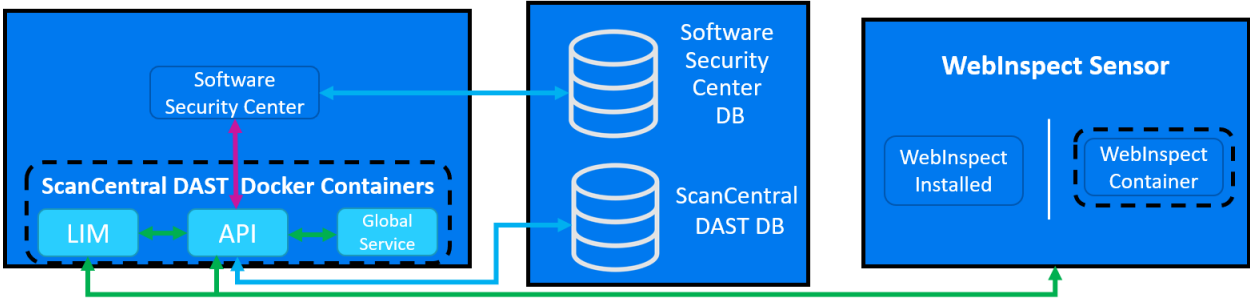 Software
Security Center
ScanCentral DAST Docker Containers
LIM
API
Global
Service
Software
Security
Center
DB
ScanCentral
DAST DB
WebInspect Sensor
WebInspect
Installed
WebInspect
Container